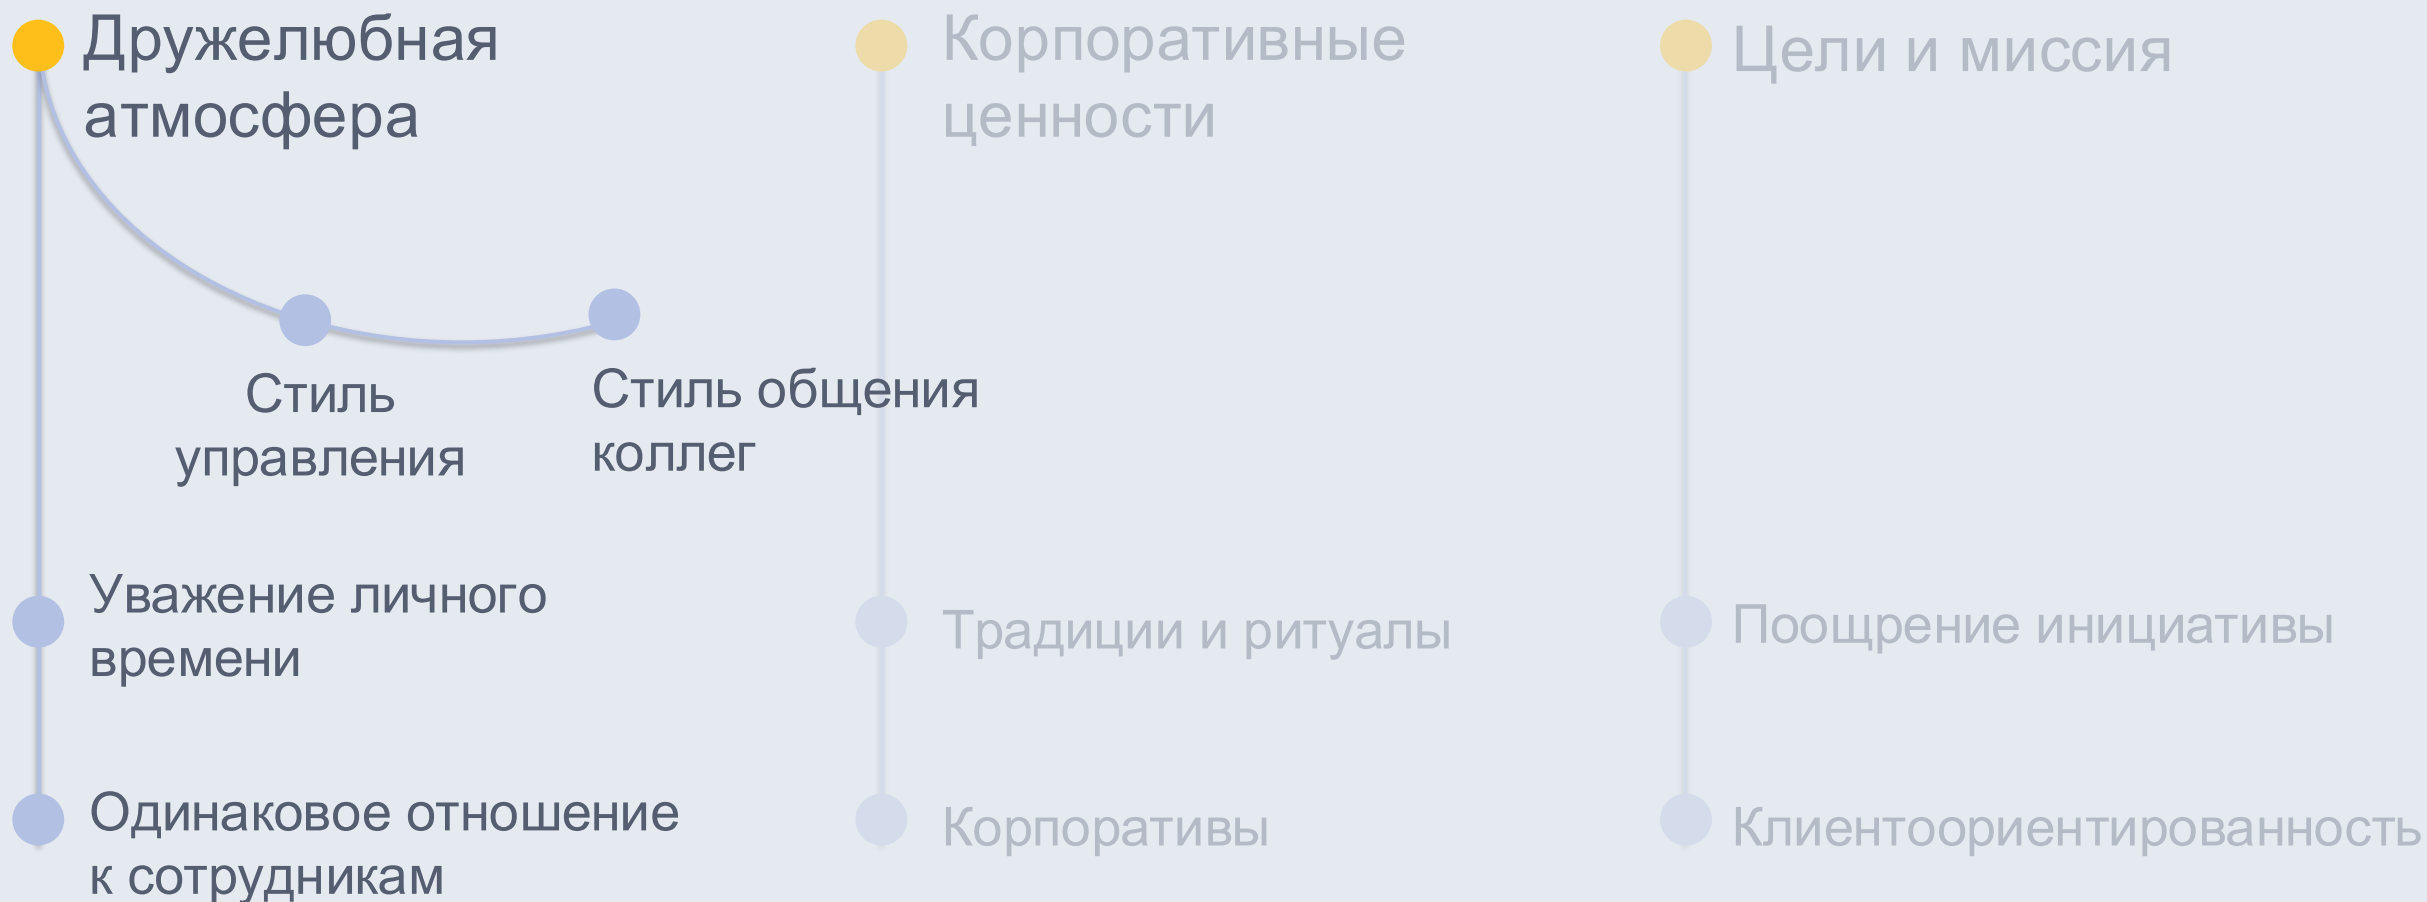 Дружелюбная
атмосфера
Стиль
управления
Стиль общения
коллег
Уважение личного
времени
Одинаковое отношение
к сотрудникам
Корпоративные
ценности
Традиции и ритуалы
Корпоративы
Цели и миссия
Поощрение инициативы
Клиентоориентированность